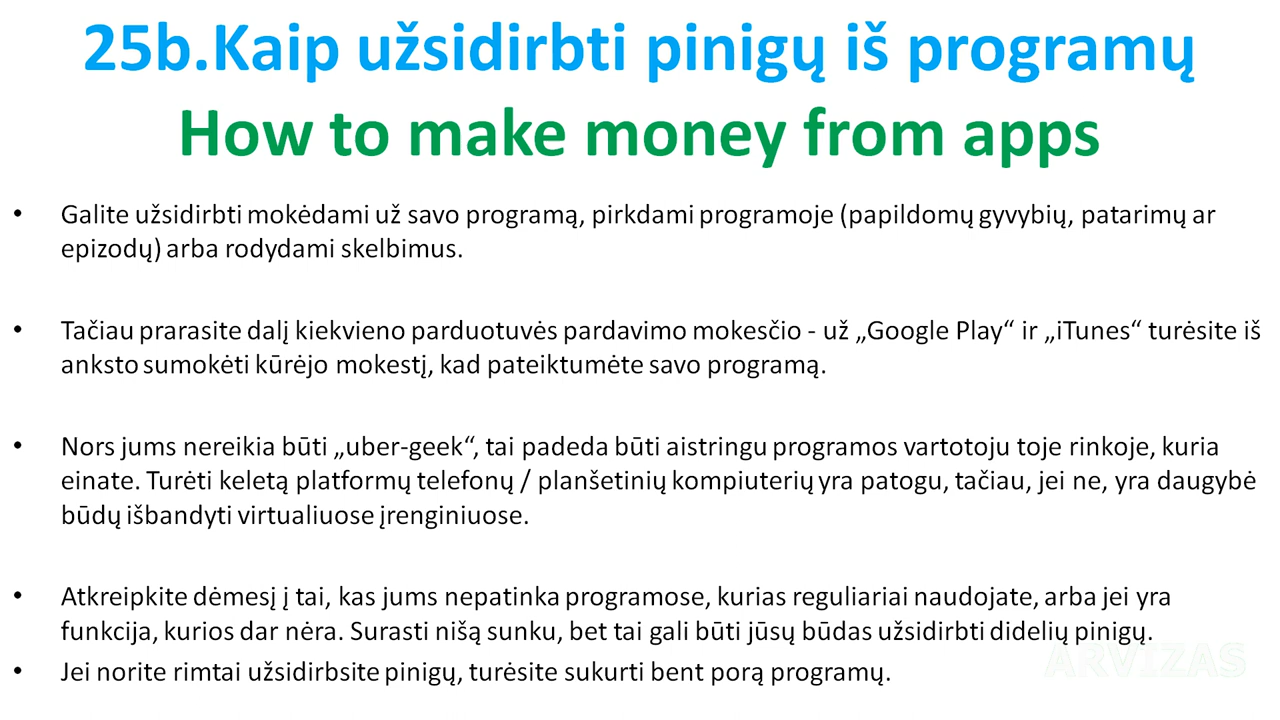 25b.Kaip užsidirbti pinigų iš programų
How to make money from apps
• Galite užsidirbti mokėdami už savo programą, pirkdami programoje (papildomų gyvybių, patarimų ar
epizodų) arba rodydami skelbimus.
• Tačiau prarasite dalį kiekvieno parduotuvės pardavimo mokesčio - už „Google Play“ ir „iTunes“ turėsite iš
anksto sumokėti kūrėjo mokestį, kad pateiktumėte savo programą.
• Nors jums nereikia būti „uber-geek“, tai padeda būti aistringu programos vartotoju toje rinkoje, kuria
einate. Turėti keletą platformų telefonų / planšetinių kompiuterių yra patogu, tačiau, jei ne, yra daugybė
būdų išbandyti virtualiuose įrenginiuose.
• Atkreipkite dėmesį į tai, kas jums nepatinka programose, kurias reguliariai naudojate, arba jei yra
funkcija, kurios dar nėra. Surasti nišą sunku, bet tai gali būti jūsų būdas užsidirbti didelių pinigų.
ARVIZAS
• Jei norite rimtai užsidirbsite pinigų, turėsite sukurti bent porą programų.